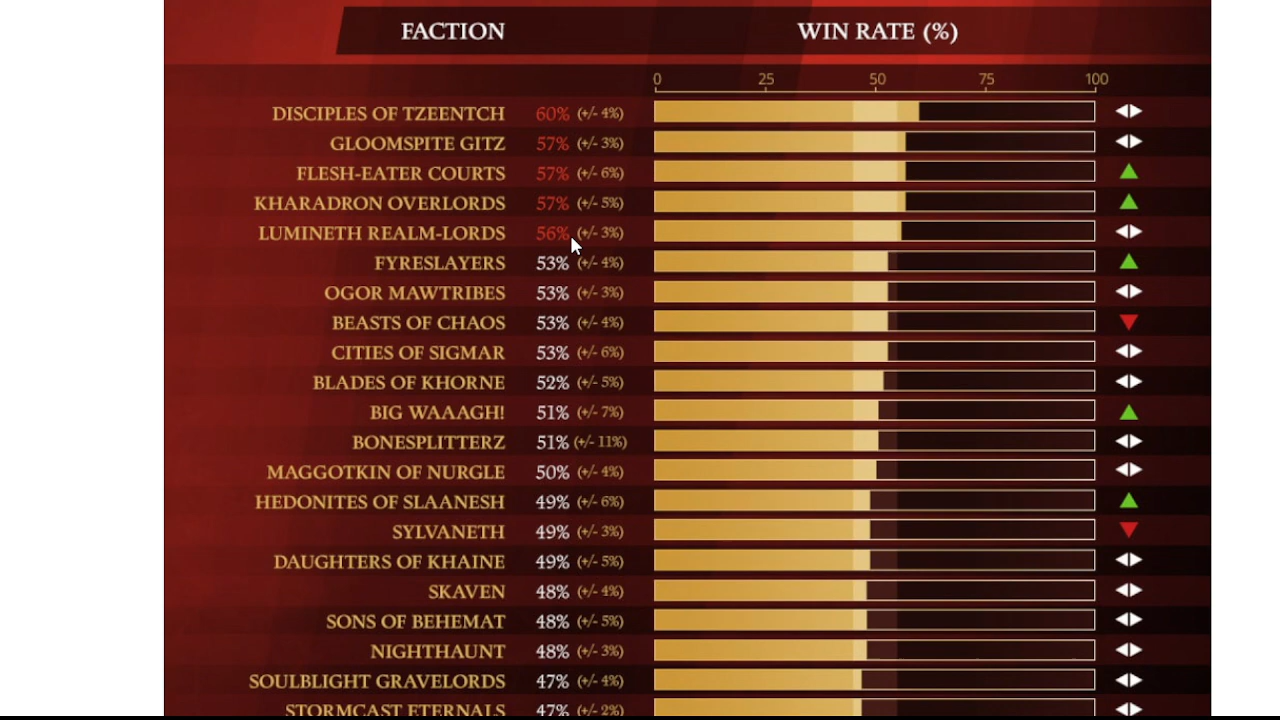 FACTION WIN RATE (%)
0 25 50 75 100
DISCIPLES OF TZEENTCH 60% (+/- 4%)
GLOOMSPITE GITZ 57% (+/- 3%)
FLESH-EATER COURTS 57% (+/- 6%)
KHARADRON OVERLORDS 57% (+/- 5%)
LUMINETH REALM-LORDS 56% (+/- 3%)
FYRESLAYERS 53% (+/- 4%)
OGOR MAWTRIBES 53% (+/- 3%)
BEASTS OF CHAOS 53% (+/- 4%)
CITIES OF SIGMAR 53% (+/- 6%)
BLADES OF KHORNE 52% (+/- 5%)
BIG WAAAGH! 51% (+/- 7%)
BONESPLITTERZ 51% (+/- 11%)
MAGGOTKIN OF NURGLE 50% (+/- 4%)
HEDONITES OF SLAANESH 49% (+/- 6%)
SYLVANETH 49% (+/- 3%)
DAUGHTERS OF KHAINE 49% (+/- 5%)
SKAVEN 48% (+/- 4%)
SONS OF BEHEMAT 48% (+/- 5%)
NIGHTHAUNT 48% (+/- 3%)
SOULBLIGHT GRAVELORDS 47% (+/- 4%)
STORMCAST ETERNALS 47% (+/- 2%)